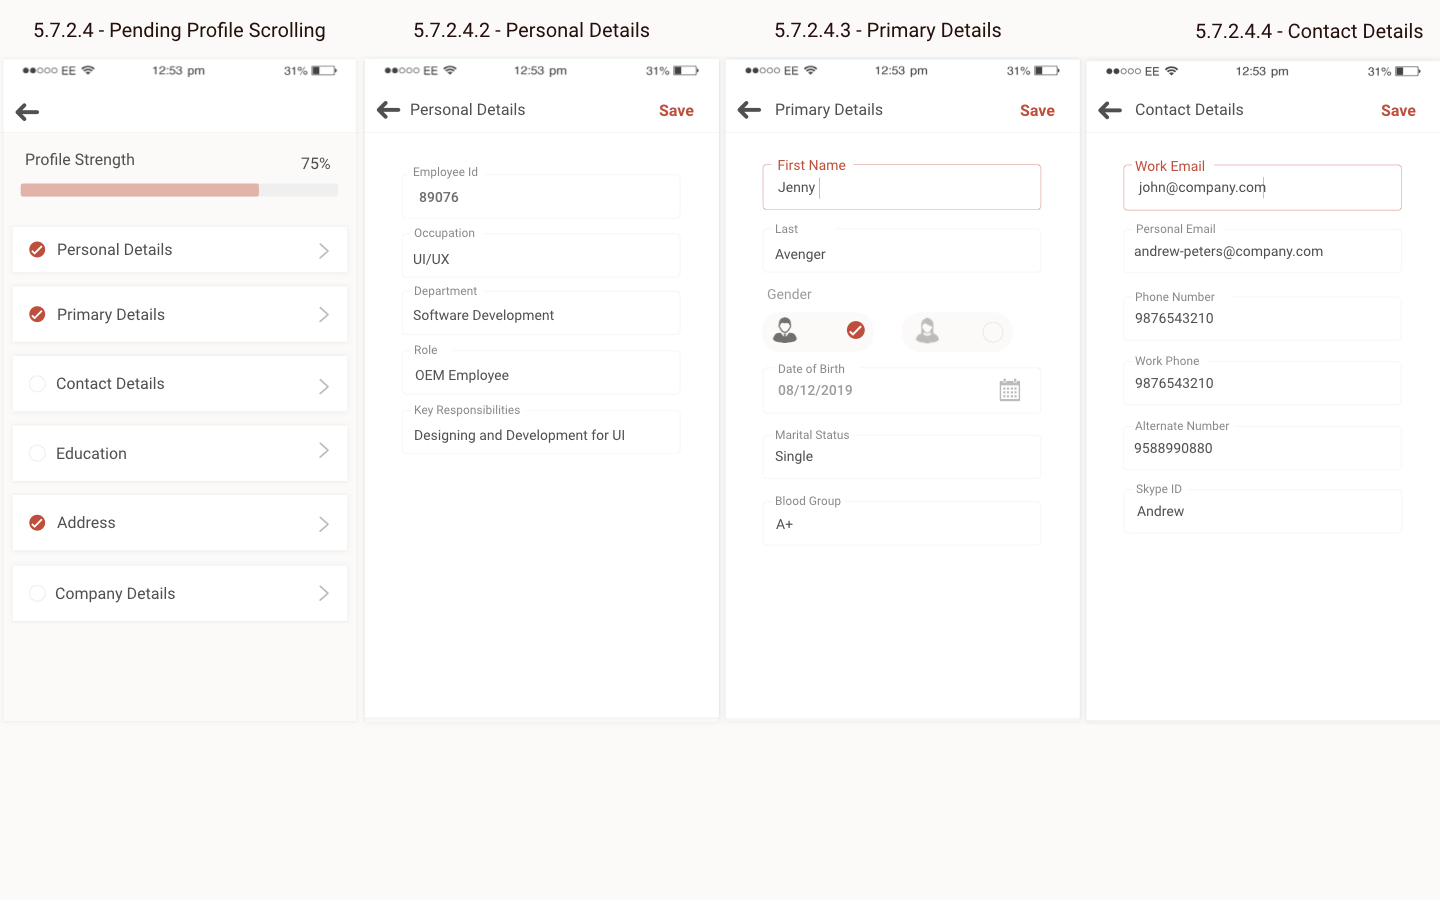 5.7.2.4 - Pending Profile Scrolling
EE 12:53 pm 31%
Profile Strength 75%
Personal Details
Primary Details
Contact Details
Education
Address
Company Details
5.7.2.4.2 - Personal Details
EE 12:53 pm 31%
Personal Details Save
Employee Id
89076
Occupation
UI/UX
Department
Software Development
Role
OEM Employee
Key Responsibilities
Designing and Development for UI
5.7.2.4.3 - Primary Details
EE 12:53 pm 31%
Primary Details Save
First Name
Jenny
Last
Avenger
Gender
Date of Birth
08/12/2019
Marital Status
Single
Blood Group
A+
5.7.2.4.4 - Contact Details
EE 12:53 pm 31%
Contact Details Save
Work Email
john@company.com
Personal Email
andrew-peters@company.com
Phone Number
9876543210
Work Phone
9876543210
Alternate Number
9588990880
Skype ID
Andrew